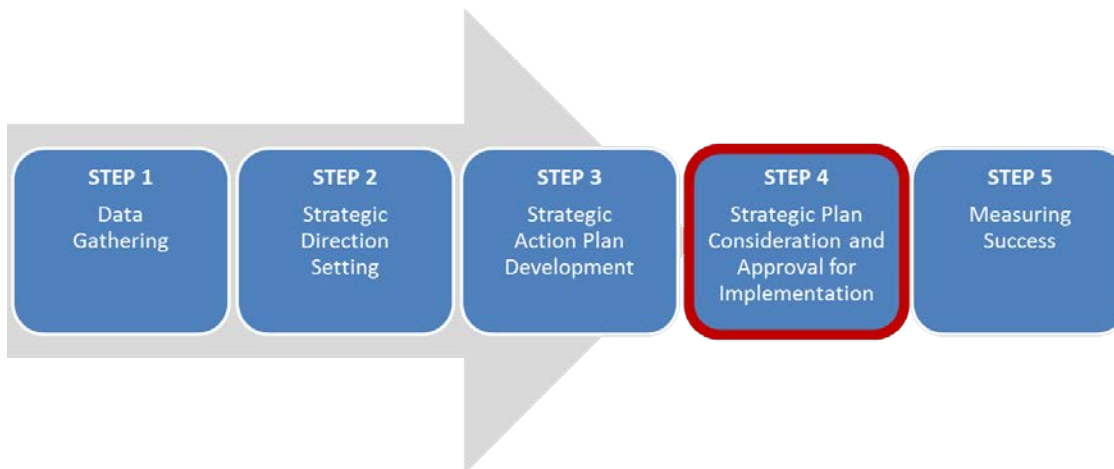 STEP 1
Data
Gathering
STEP 2
Strategic
Direction
Setting
STEP 3
Strategic
Action Plan
Development
STEP 4
Strategic Plan
Consideration and
Approval for
Implementation
STEP 5
Measuring
Success